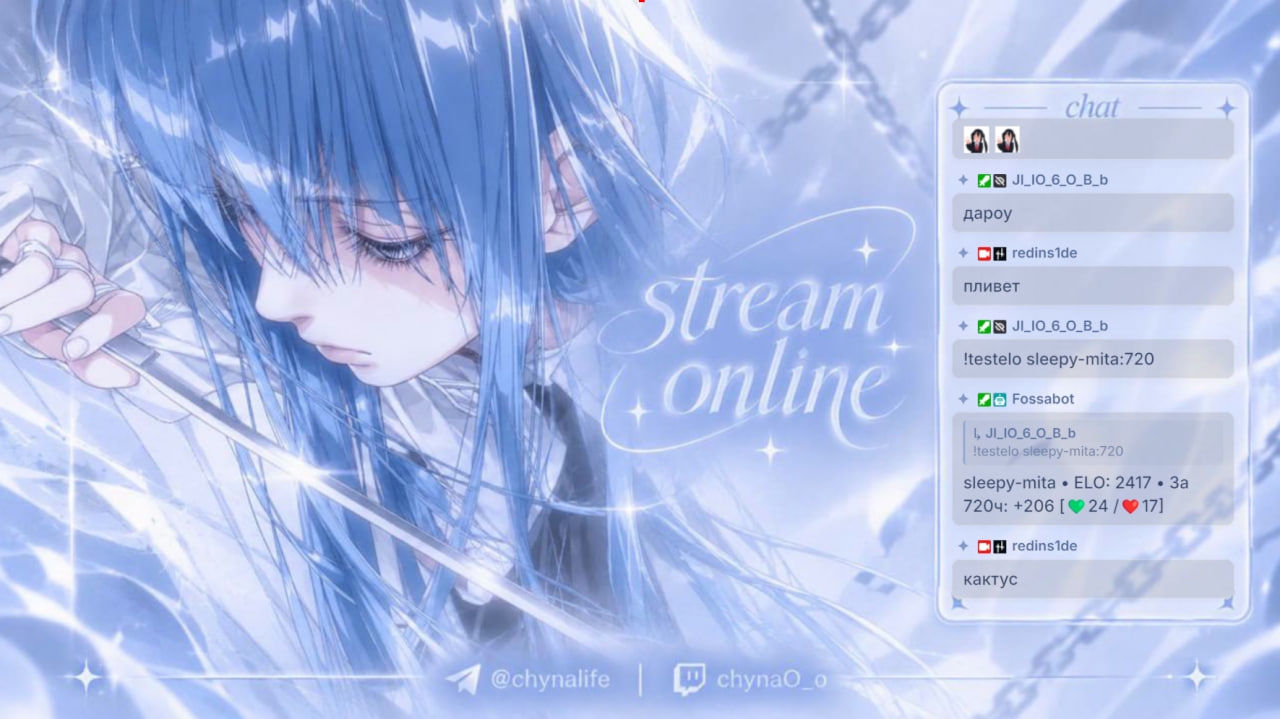 chat
JI_IO_6_O_B_b
дароу
redins1de
пливет
JI_IO_6_O_B_b
!testelo sleepy-mita:720
Fossabot
JI_IO_6_O_B_b
!testelo sleepy-mita:720
sleepy-mita • ELO: 2417 • За
720ч: +206 [💚24 /❤️17]
redins1de
кактус
stream
online
@chynalife | chynaO_o